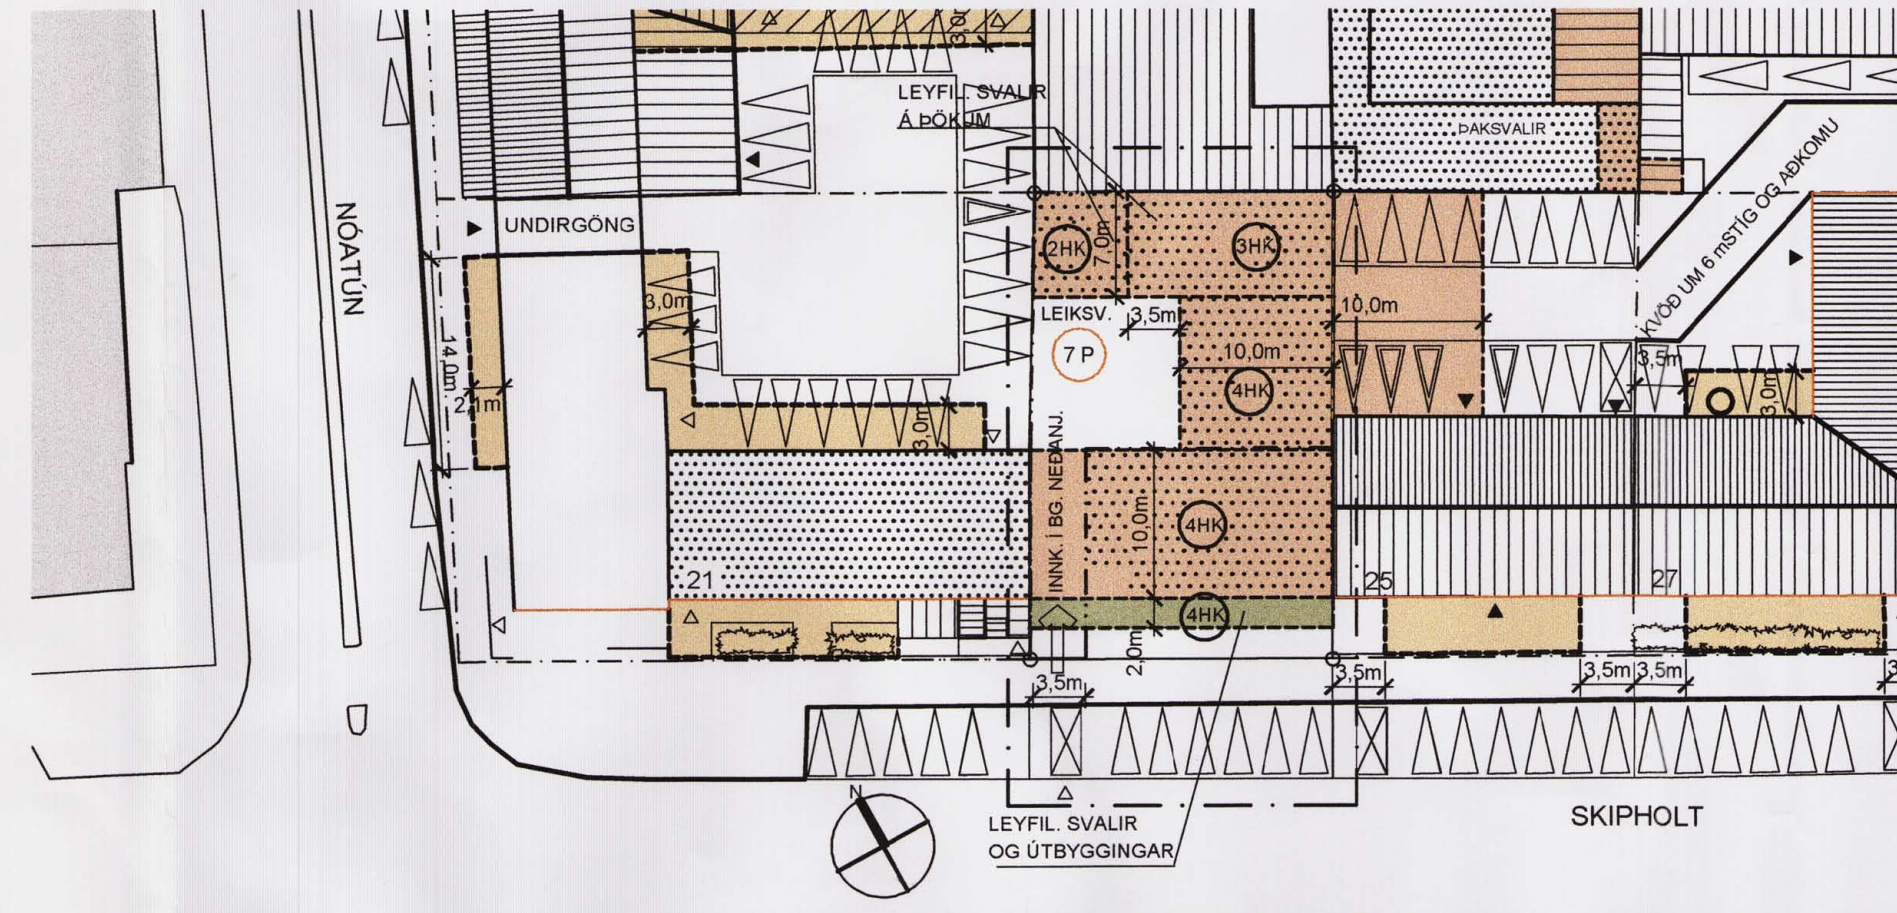 3,0m
LEYFIL. SVALIR
Á ÞÖKUM
ÞAKSVALIR
KVÖÐ UM 6 mSTÍG OG AÐKOMU
NÓATÚN
UNDIRGÖNG
2HK
7,0m
3HK
3,0m
LEIKSV.
3,5m
10,0m
7 P
10,0m
3,5m
14,0m
2,1m
4HK
3,0m
3,0m
INNK. Í BG. NEÐANJ.
10,0m
4HK
21
25
27
4HK
2,0m
3,5m
3,5m
3,5m
3,5m
N
SKIPHOLT
LEYFIL. SVALIR
OG ÚTBYGGINGAR